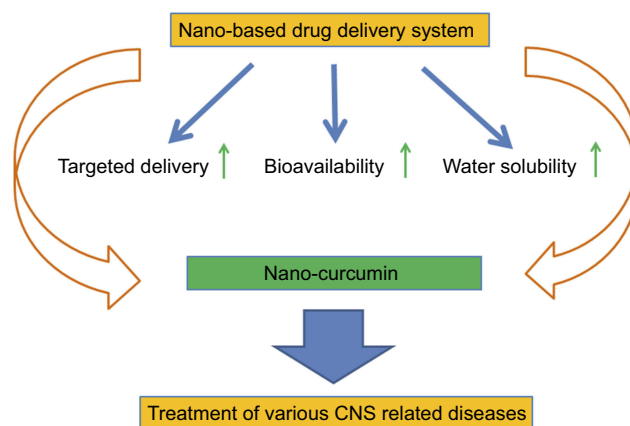 Nano-based drug delivery system
Targeted delivery Bioavailability Water solubility
Nano-curcumin
Treatment of various CNS related diseases